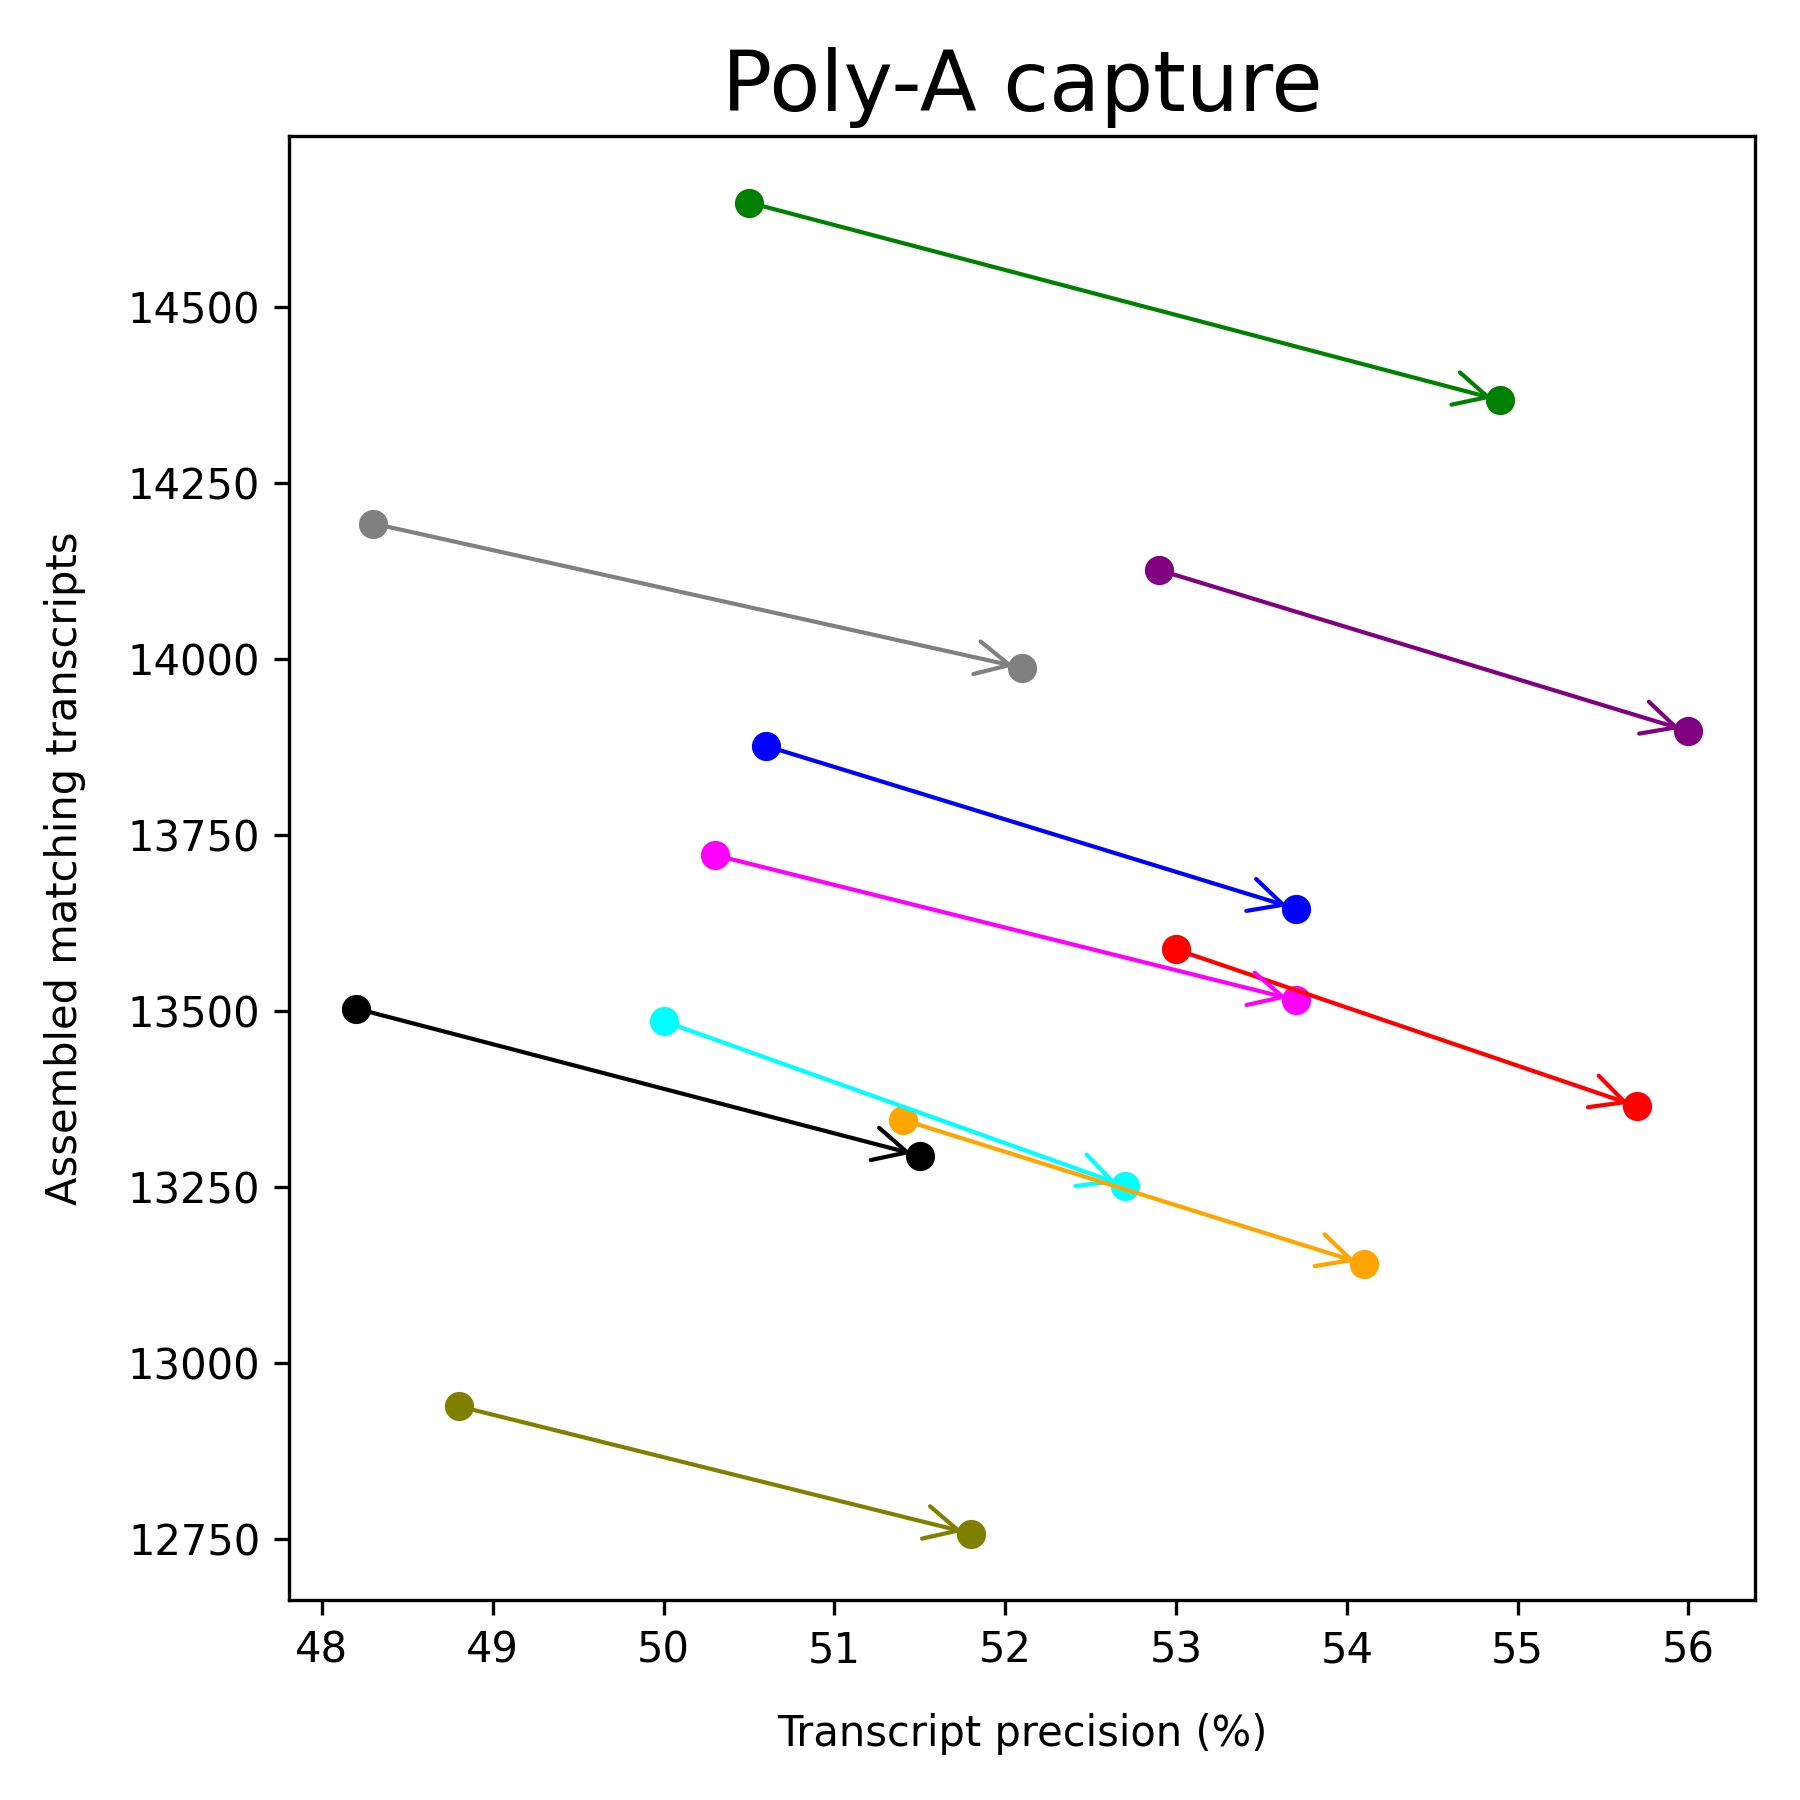 Poly-A capture
14500
14250
14000
13750
13500
13250
13000
12750
Assembled matching transcripts
48 49 50 51 52 53 54 55 56
Transcript precision (%)